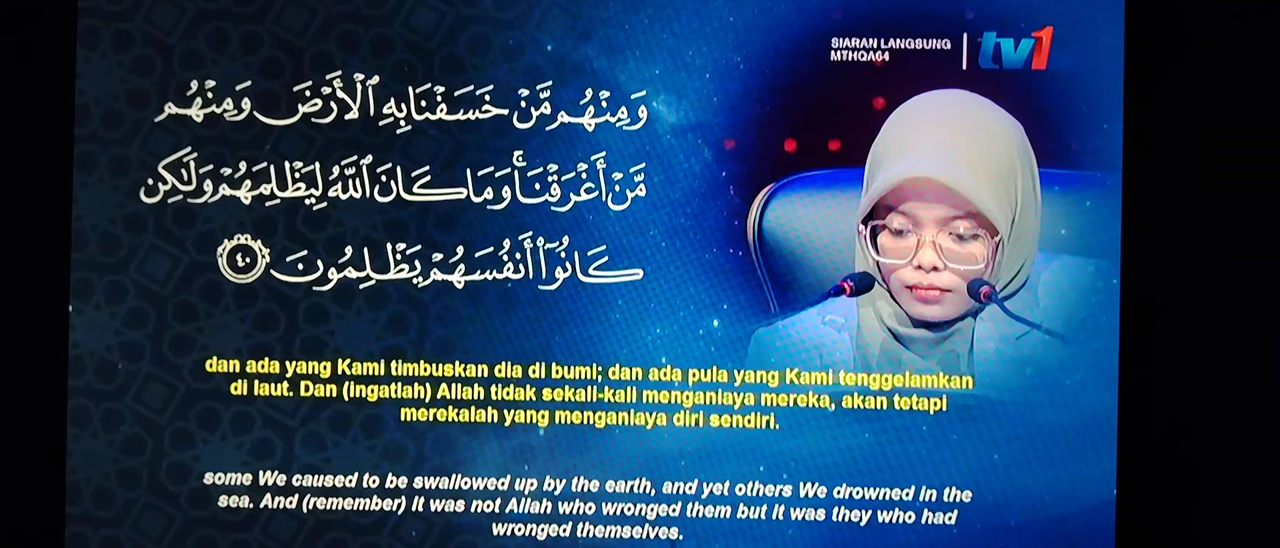 SIARAN LANGSUNG
MTHQA64
tv1
وَمِنْهُم مَّنْ خَسَفْنَا بِهِ ٱلْأَرْضَ وَمِنْهُم
مَّنْ أَغْرَقْنَا ۚ وَمَا كَانَ ٱللَّهُ لِيَظْلِمَهُمْ وَلَٰكِن
كَانُوٓا۟ أَنفُسَهُمْ يَظْلِمُونَ ٤٠
dan ada yang Kami timbuskan dia di bumi; dan ada pula yang Kami tenggelamkan
di laut. Dan (ingatlah) Allah tidak sekali-kali menganiaya mereka, akan tetapi
merekalah yang menganiaya diri sendiri.
some We caused to be swallowed up by the earth, and yet others We drowned in the
sea. And (remember) It was not Allah who wronged them but it was they who had
wronged themselves.